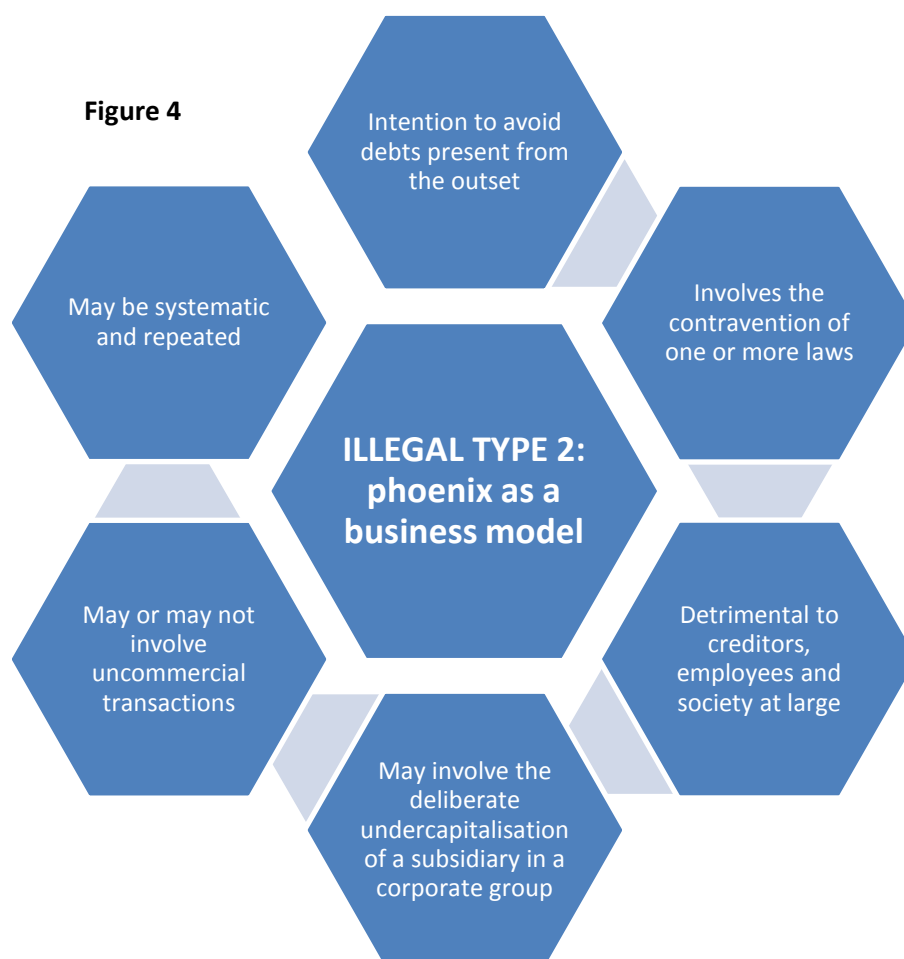 Figure 4
Intention to avoid
debts present from
the outset
Involves the
contravention of
one or more laws
Detrimental to
creditors,
employees and
society at large
May involve the
deliberate
undercapitalisation
of a subsidiary in a
corporate group
May or may not
involve
uncommercial
transactions
May be systematic
and repeated
ILLEGAL TYPE 2:
phoenix as a
business model